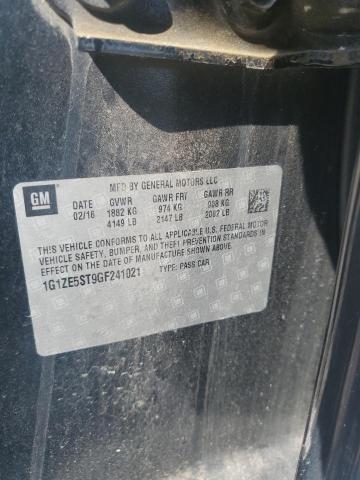 GM
MFD BY GENERAL MOTORS LLC
DATE GVWR GAWR FRT GAWR RR
02/16 1882 KG 974 KG 908 KG
4149 LB 2147 LB 2002 LB
THIS VEHICLE CONFORMS TO ALL APPLICABLE U.S. FEDERAL MOTOR
VEHICLE SAFETY, BUMPER, AND THEFT PREVENTION STANDARDS IN
EFFECT ON THE DATE OF MANUFACTURE SHOWN ABOVE.
1G1ZE5ST9GF241021 TYPE: PASS CAR